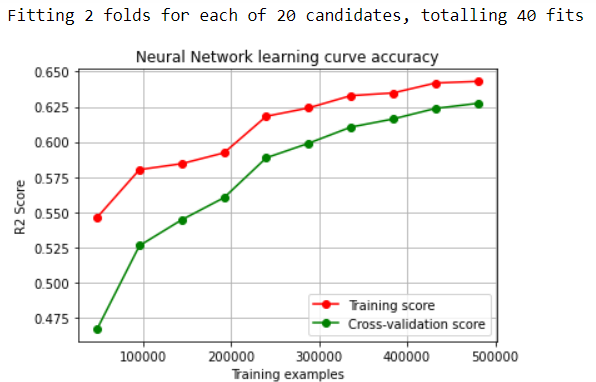 Fitting 2 folds for each of 20 candidates, totalling 40 fits
Neural Network learning curve accuracy
0.650
0.625
0.600
0.575
0.550
0.525
0.500
0.475
R2 Score
Training score
Cross-validation score
100000 200000 300000 400000 500000
Training examples